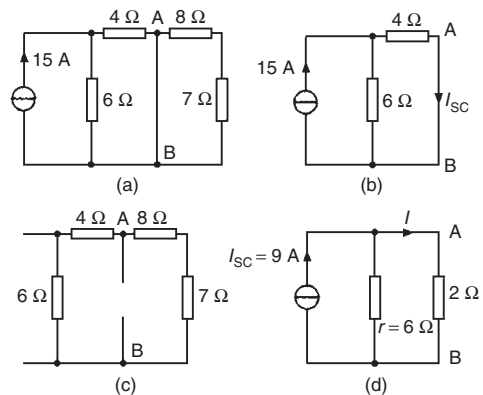 4 Ω A 8 Ω
15 A
6 Ω
7 Ω
B
(a)
4 Ω
A
15 A
6 Ω
I_SC
B
(b)
4 Ω A 8 Ω
6 Ω
7 Ω
B
(c)
I
A
I_SC = 9 A
2 Ω
r = 6 Ω
B
(d)